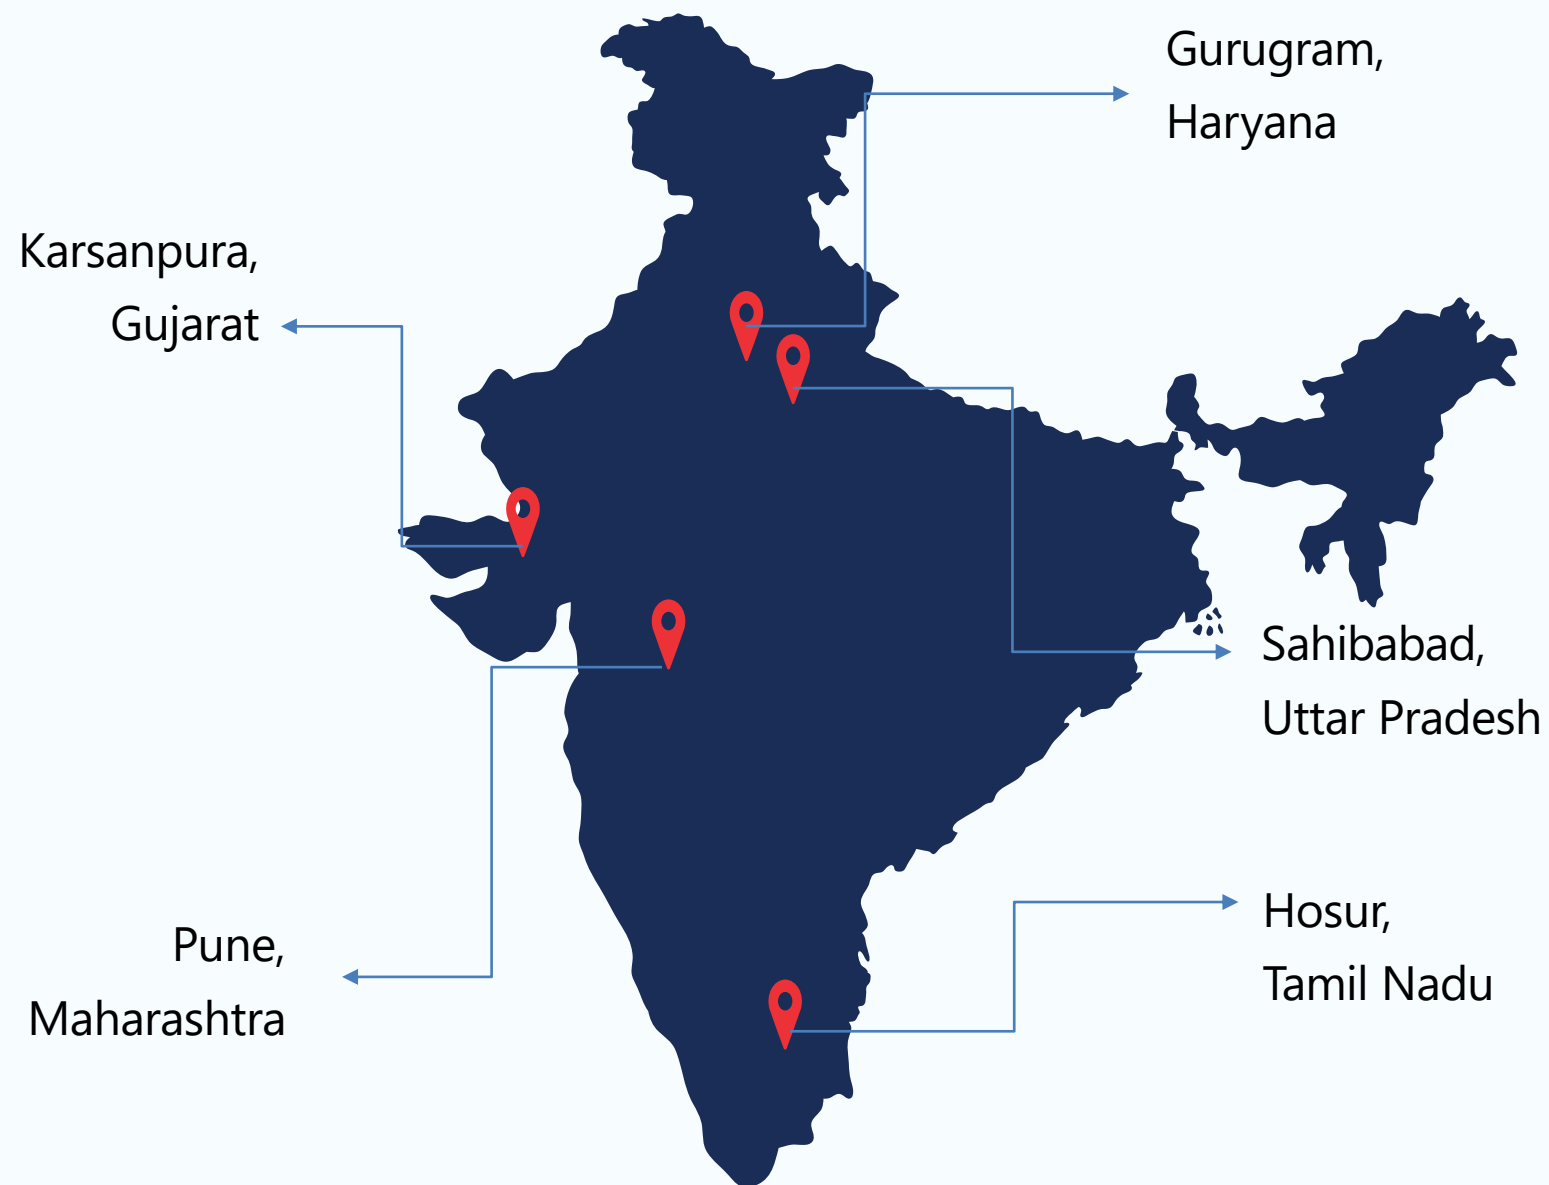 Gurugram,
Haryana
Karsanpura,
Gujarat
Sahibabad,
Uttar Pradesh
Hosur,
Tamil Nadu
Pune,
Maharashtra